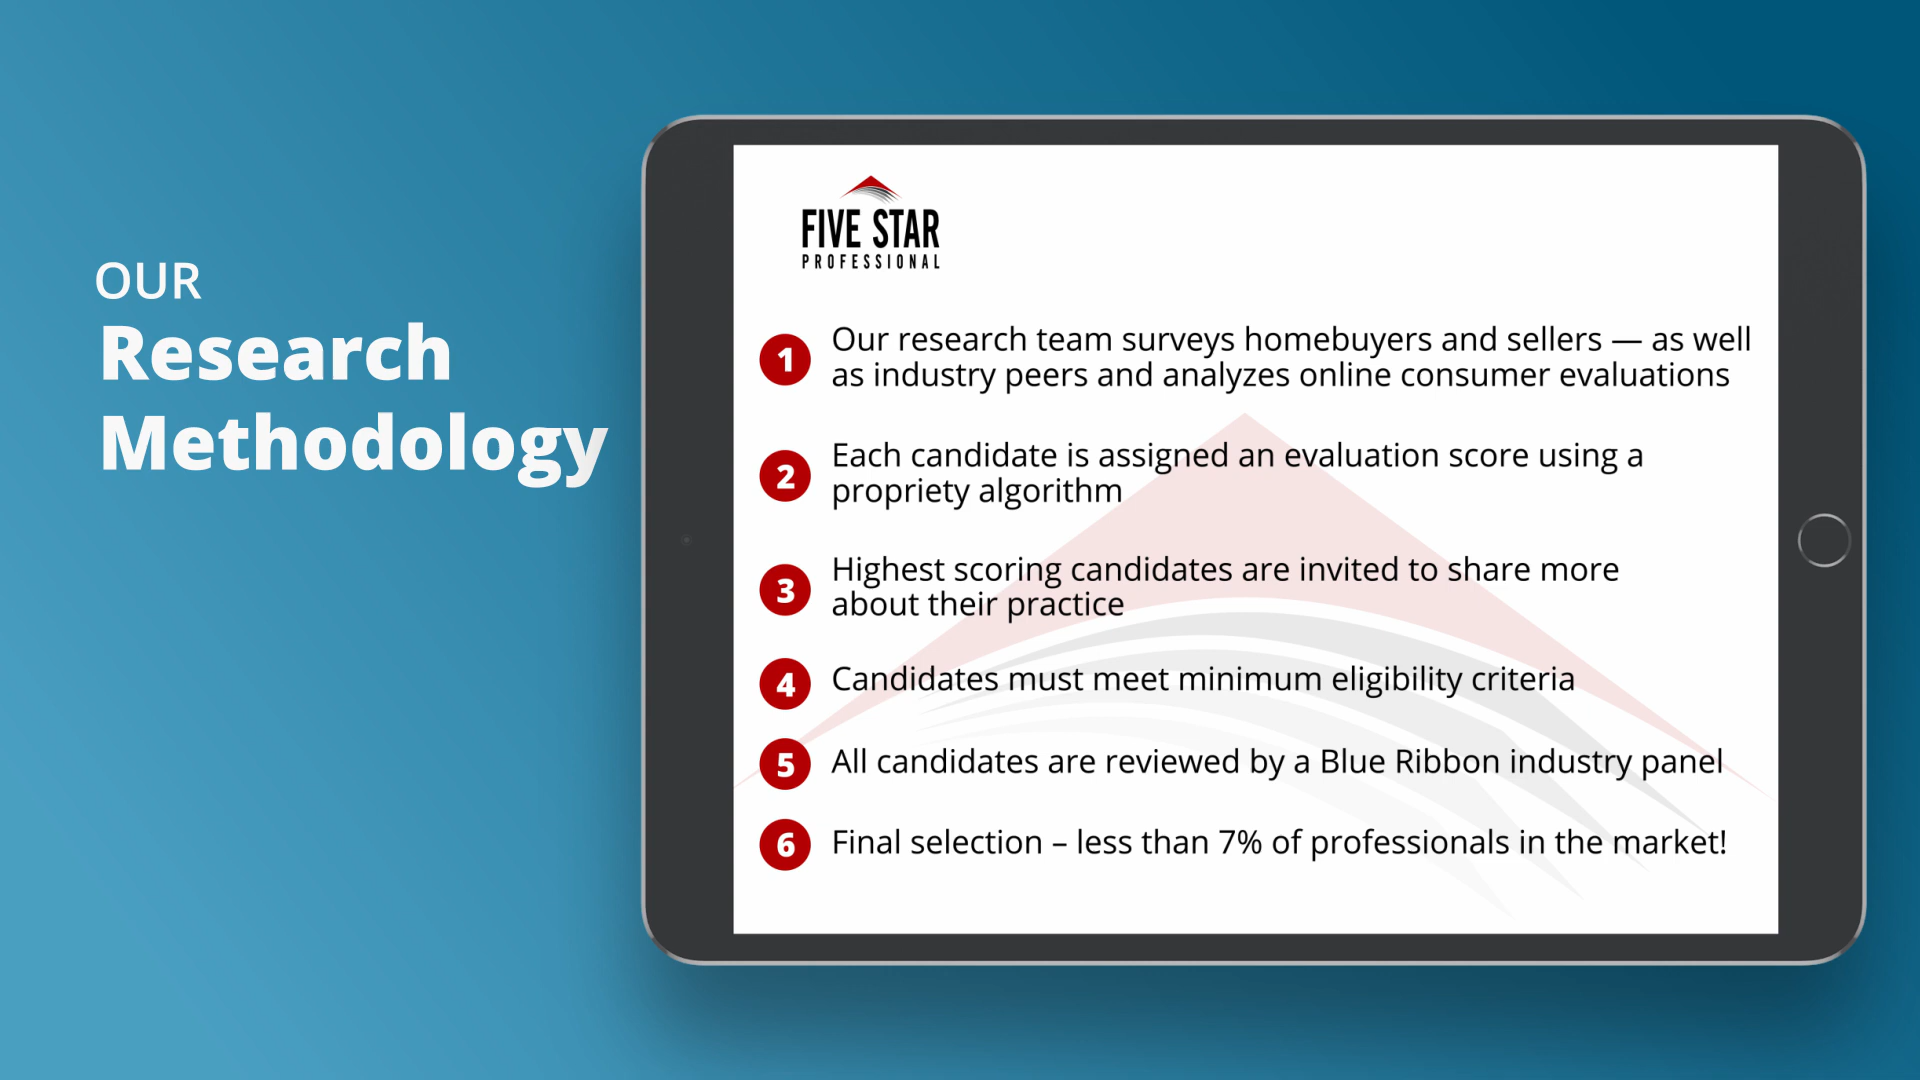 OUR
Research
Methodology
FIVE STAR
PROFESSIONAL
1 Our research team surveys homebuyers and sellers — as well
as industry peers and analyzes online consumer evaluations
2 Each candidate is assigned an evaluation score using a
propriety algorithm
3 Highest scoring candidates are invited to share more
about their practice
4 Candidates must meet minimum eligibility criteria
5 All candidates are reviewed by a Blue Ribbon industry panel
6 Final selection – less than 7% of professionals in the market!